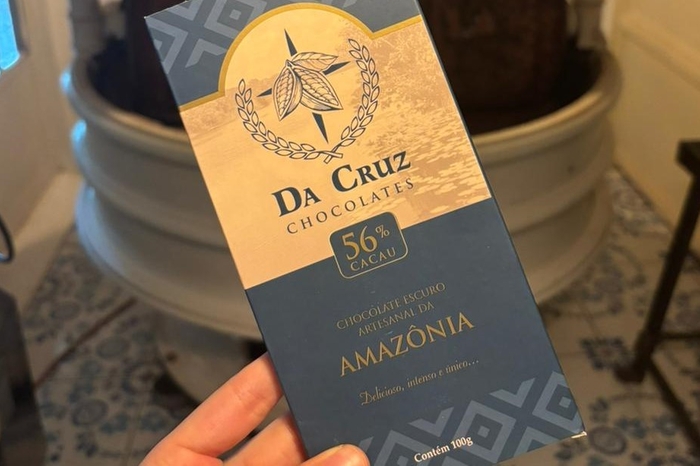 DA CRUZ
CHOCOLATES
56%
CACAU
CHOCOLATE ESCURO
ARTESANAL DA
AMAZÔNIA
Delicioso, intenso e único...
Contém 100g